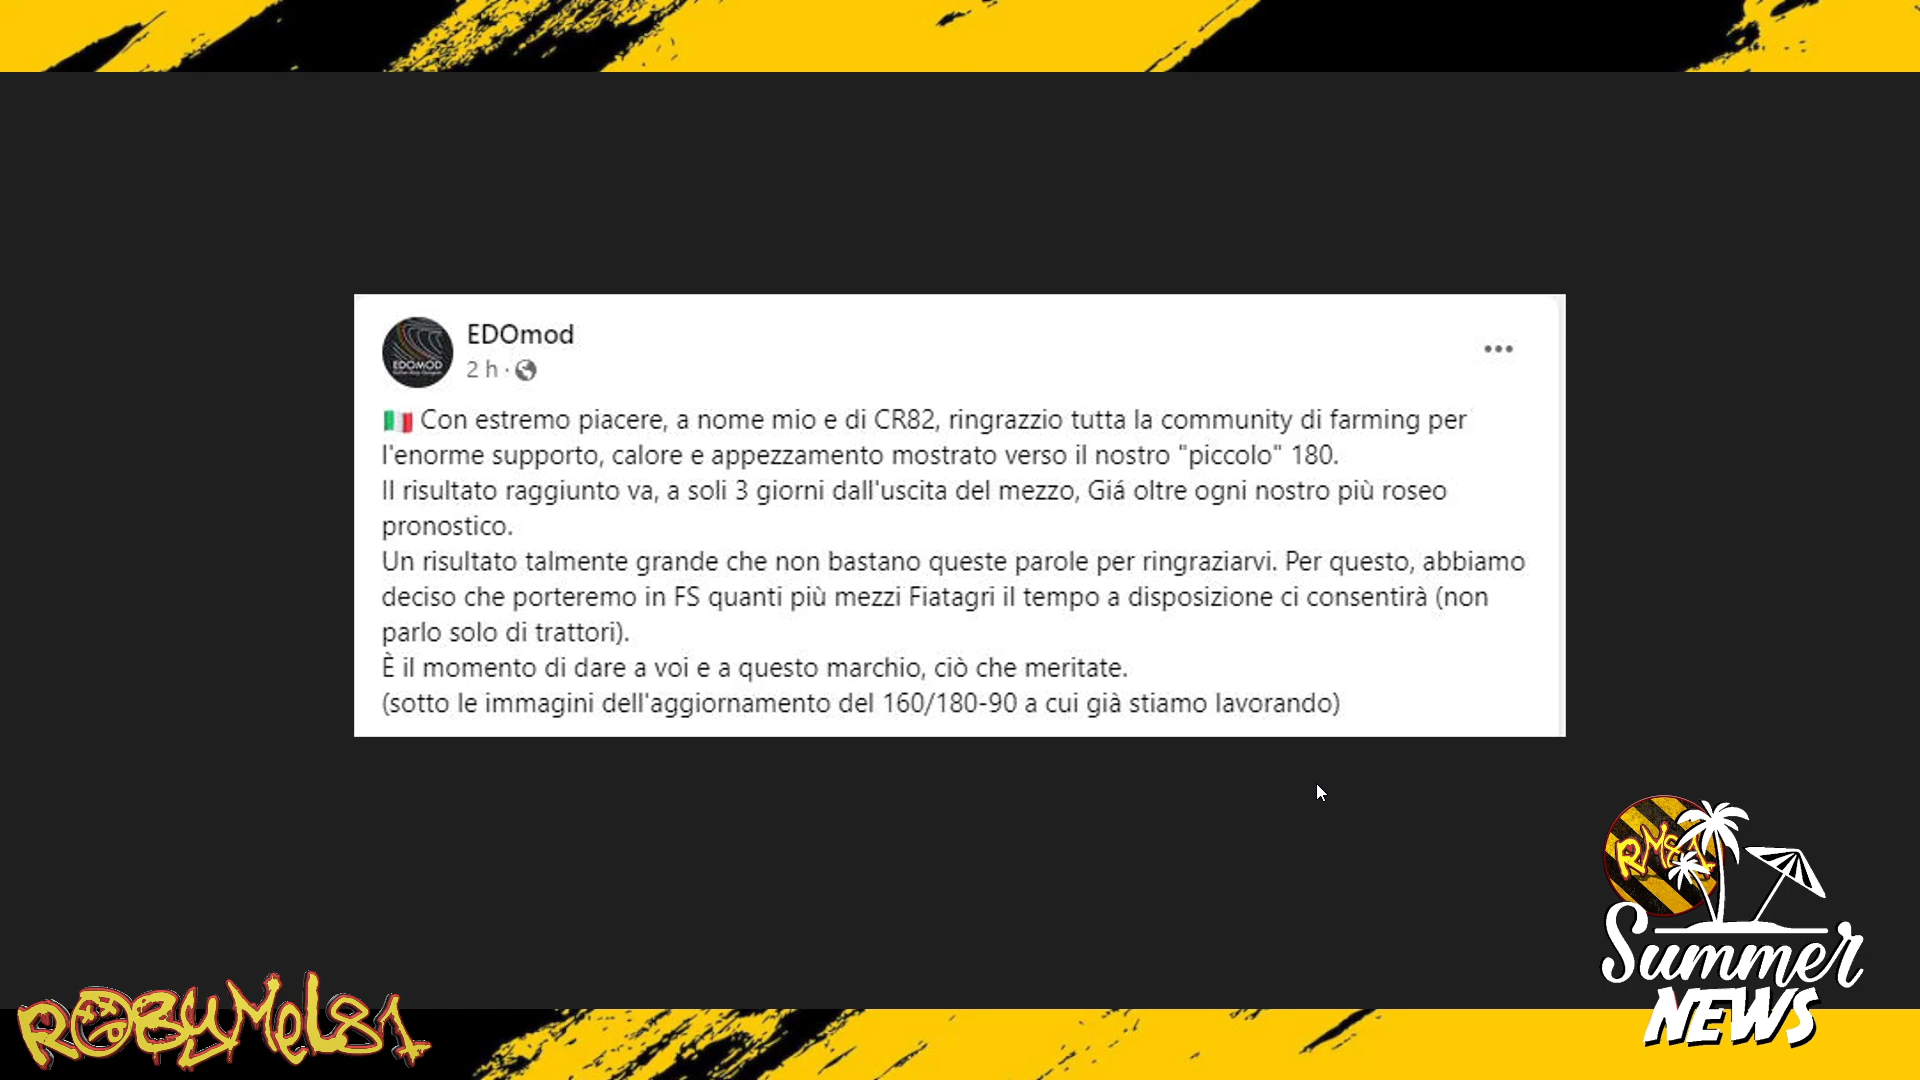 EDOMOD
EDOmod
2 h ·
Con estremo piacere, a nome mio e di CR82, ringrazzio tutta la community di farming per
l'enorme supporto, calore e appezzamento mostrato verso il nostro "piccolo" 180.
Il risultato raggiunto va, a soli 3 giorni dall'uscita del mezzo, Giá oltre ogni nostro più roseo
pronostico.
Un risultato talmente grande che non bastano queste parole per ringraziarvi. Per questo, abbiamo
deciso che porteremo in FS quanti più mezzi Fiatagri il tempo a disposizione ci consentirà (non
parlo solo di trattori).
È il momento di dare a voi e a questo marchio, ciò che meritate.
(sotto le immagini dell'aggiornamento del 160/180-90 a cui già stiamo lavorando)
Summer
NEWS
ROBYMEL81